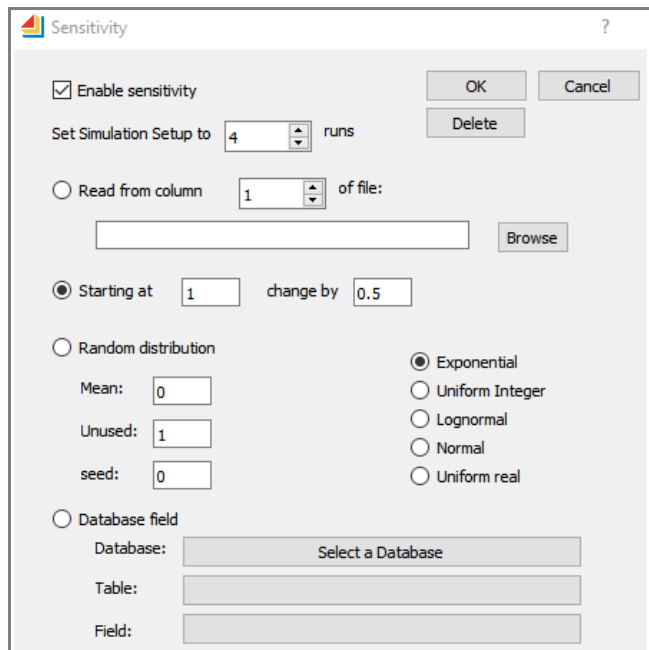 Sensitivity ?
Enable sensitivity
OK Cancel
Set Simulation Setup to 4 runs
Delete
Read from column 1 of file:
Browse
Starting at 1 change by 0.5
Random distribution
Exponential
Mean: 0
Uniform Integer
Lognormal
Unused: 1
Normal
seed: 0
Uniform real
Database field
Database: Select a Database
Table:
Field: